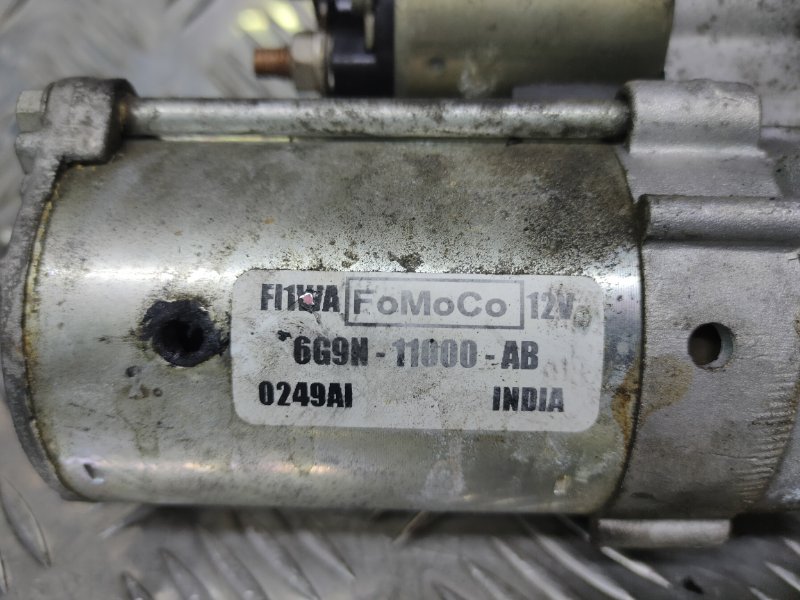 FI1WA FoMoCo 12V
6G9N - 11000 - AB
0249AI INDIA